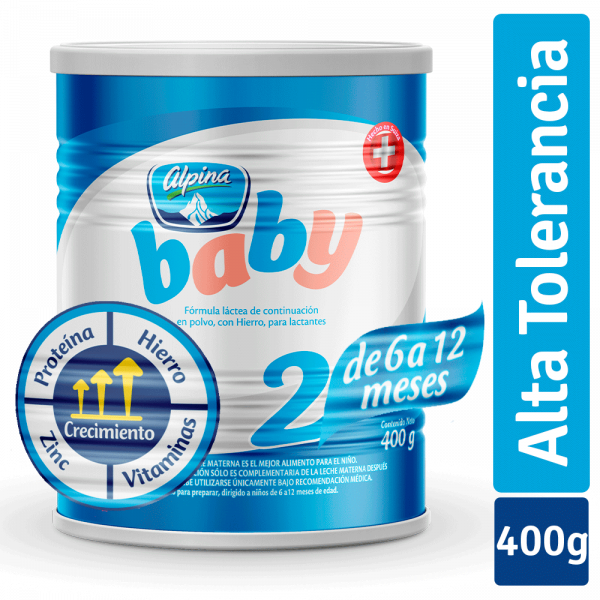 Hecho en Suiza
alpina
baby
Fórmula láctea de continuación
en polvo, con Hierro, para lactantes
2
de 6 a 12
meses
Contenido Neto
400 g
Proteína
Hierro
Crecimiento
Zinc
Vitaminas
E MATERNA ES EL MEJOR ALIMENTO PARA EL NIÑO.
ACIÓN SÓLO ES COMPLEMENTARIA DE LA LECHE MATERNA DESPUÉS
E UTILIZARSE ÚNICAMENTE BAJO RECOMENDACIÓN MÉDICA.
para preparar, dirigido a niños de 6 a 12 meses de edad.
Alta Tolerancia
400g